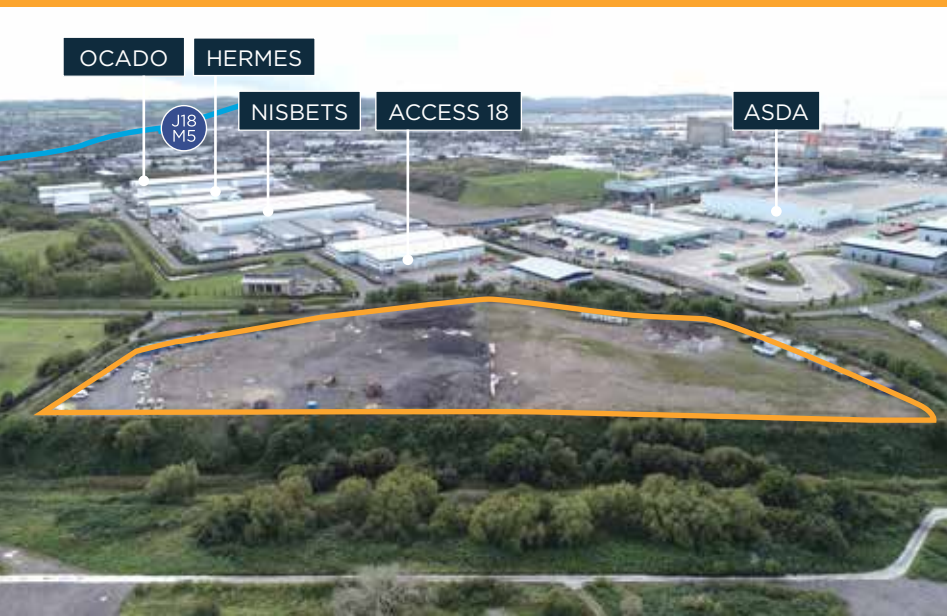 OCADO
HERMES
J18
M5
NISBETS
ACCESS 18
ASDA